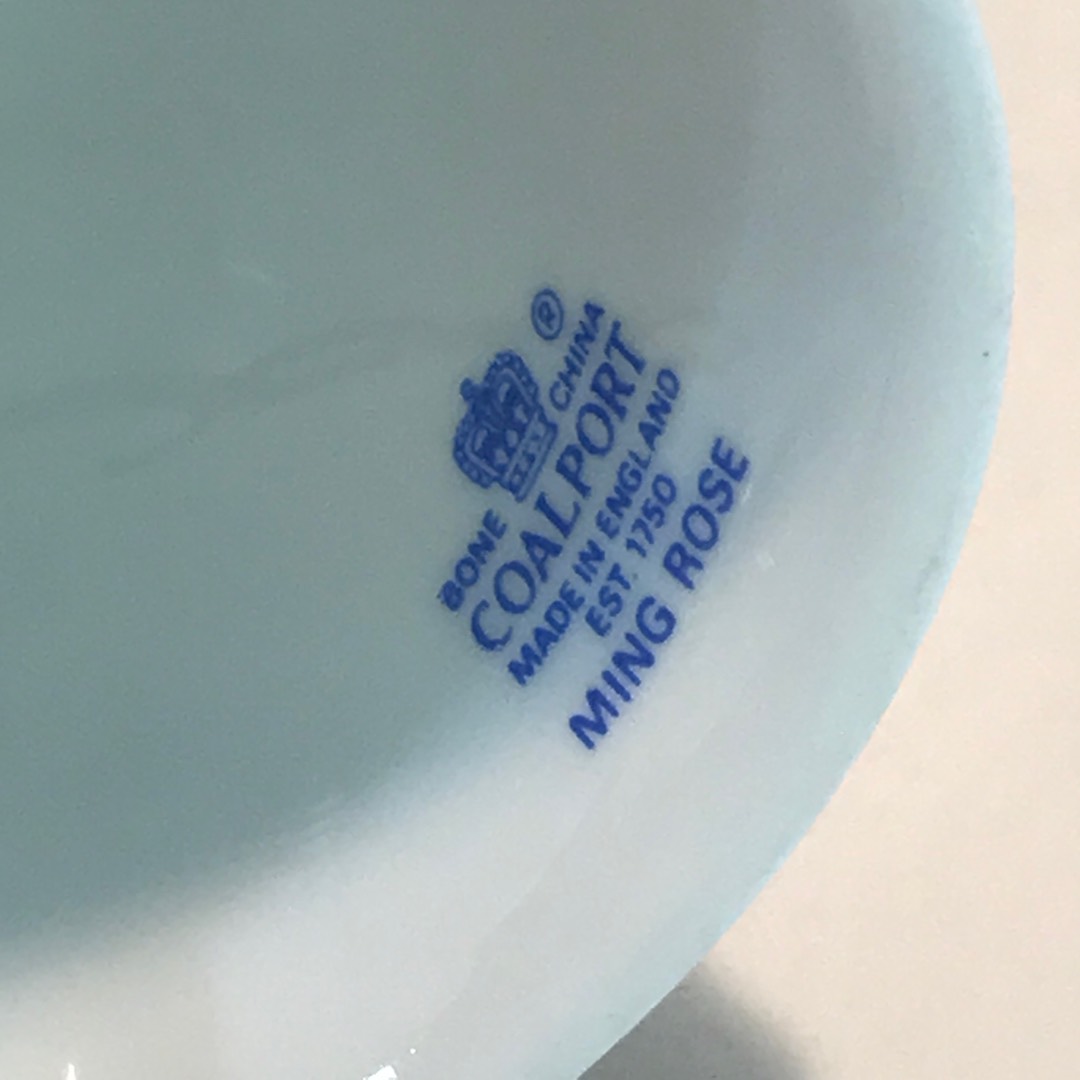 ®
BONE CHINA
COALPORT
MADE IN ENGLAND
EST. 1750
MING ROSE